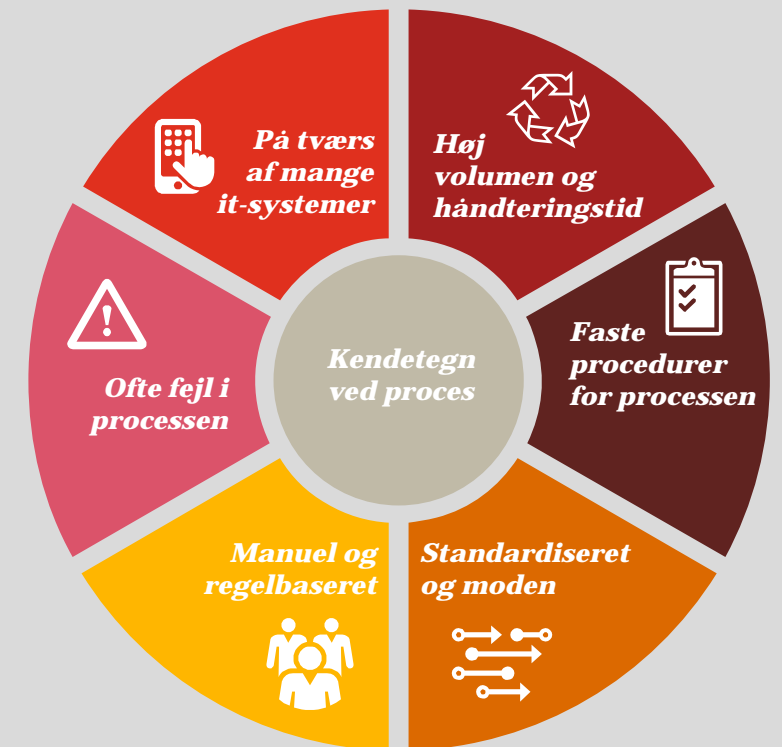 På tværs
af mange
it-systemer
Høj
volumen og
håndteringstid
Faste
procedurer
for processen
Kendetegn
ved proces
Ofte fejl i
processen
Manuel og
regelbaseret
Standardiseret
og moden